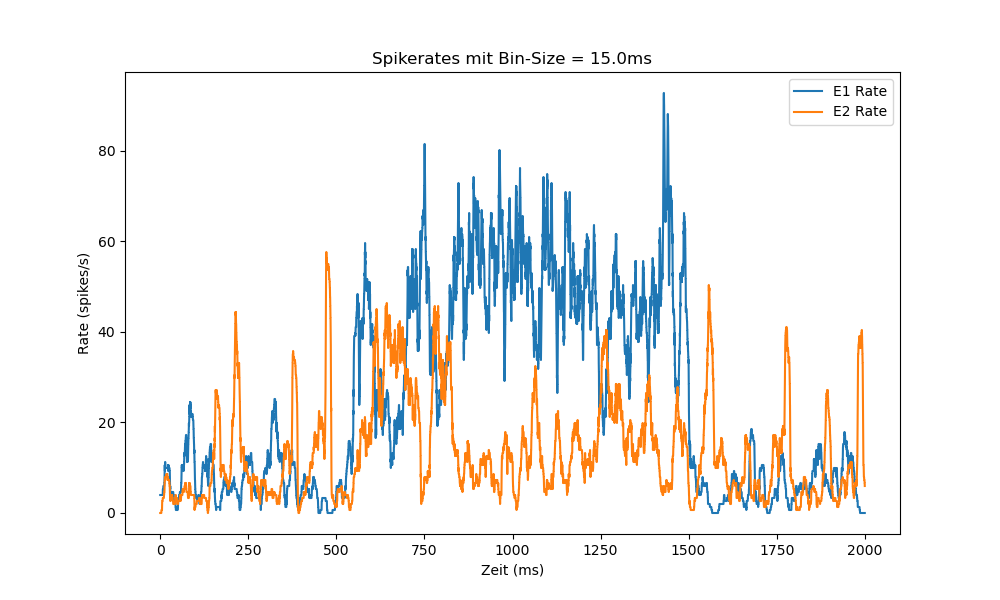 Spikerates mit Bin-Size = 15.0ms
E1 Rate
E2 Rate
80
60
40
20
0
Rate (spikes/s)
0 250 500 750 1000 1250 1500 1750 2000
Zeit (ms)